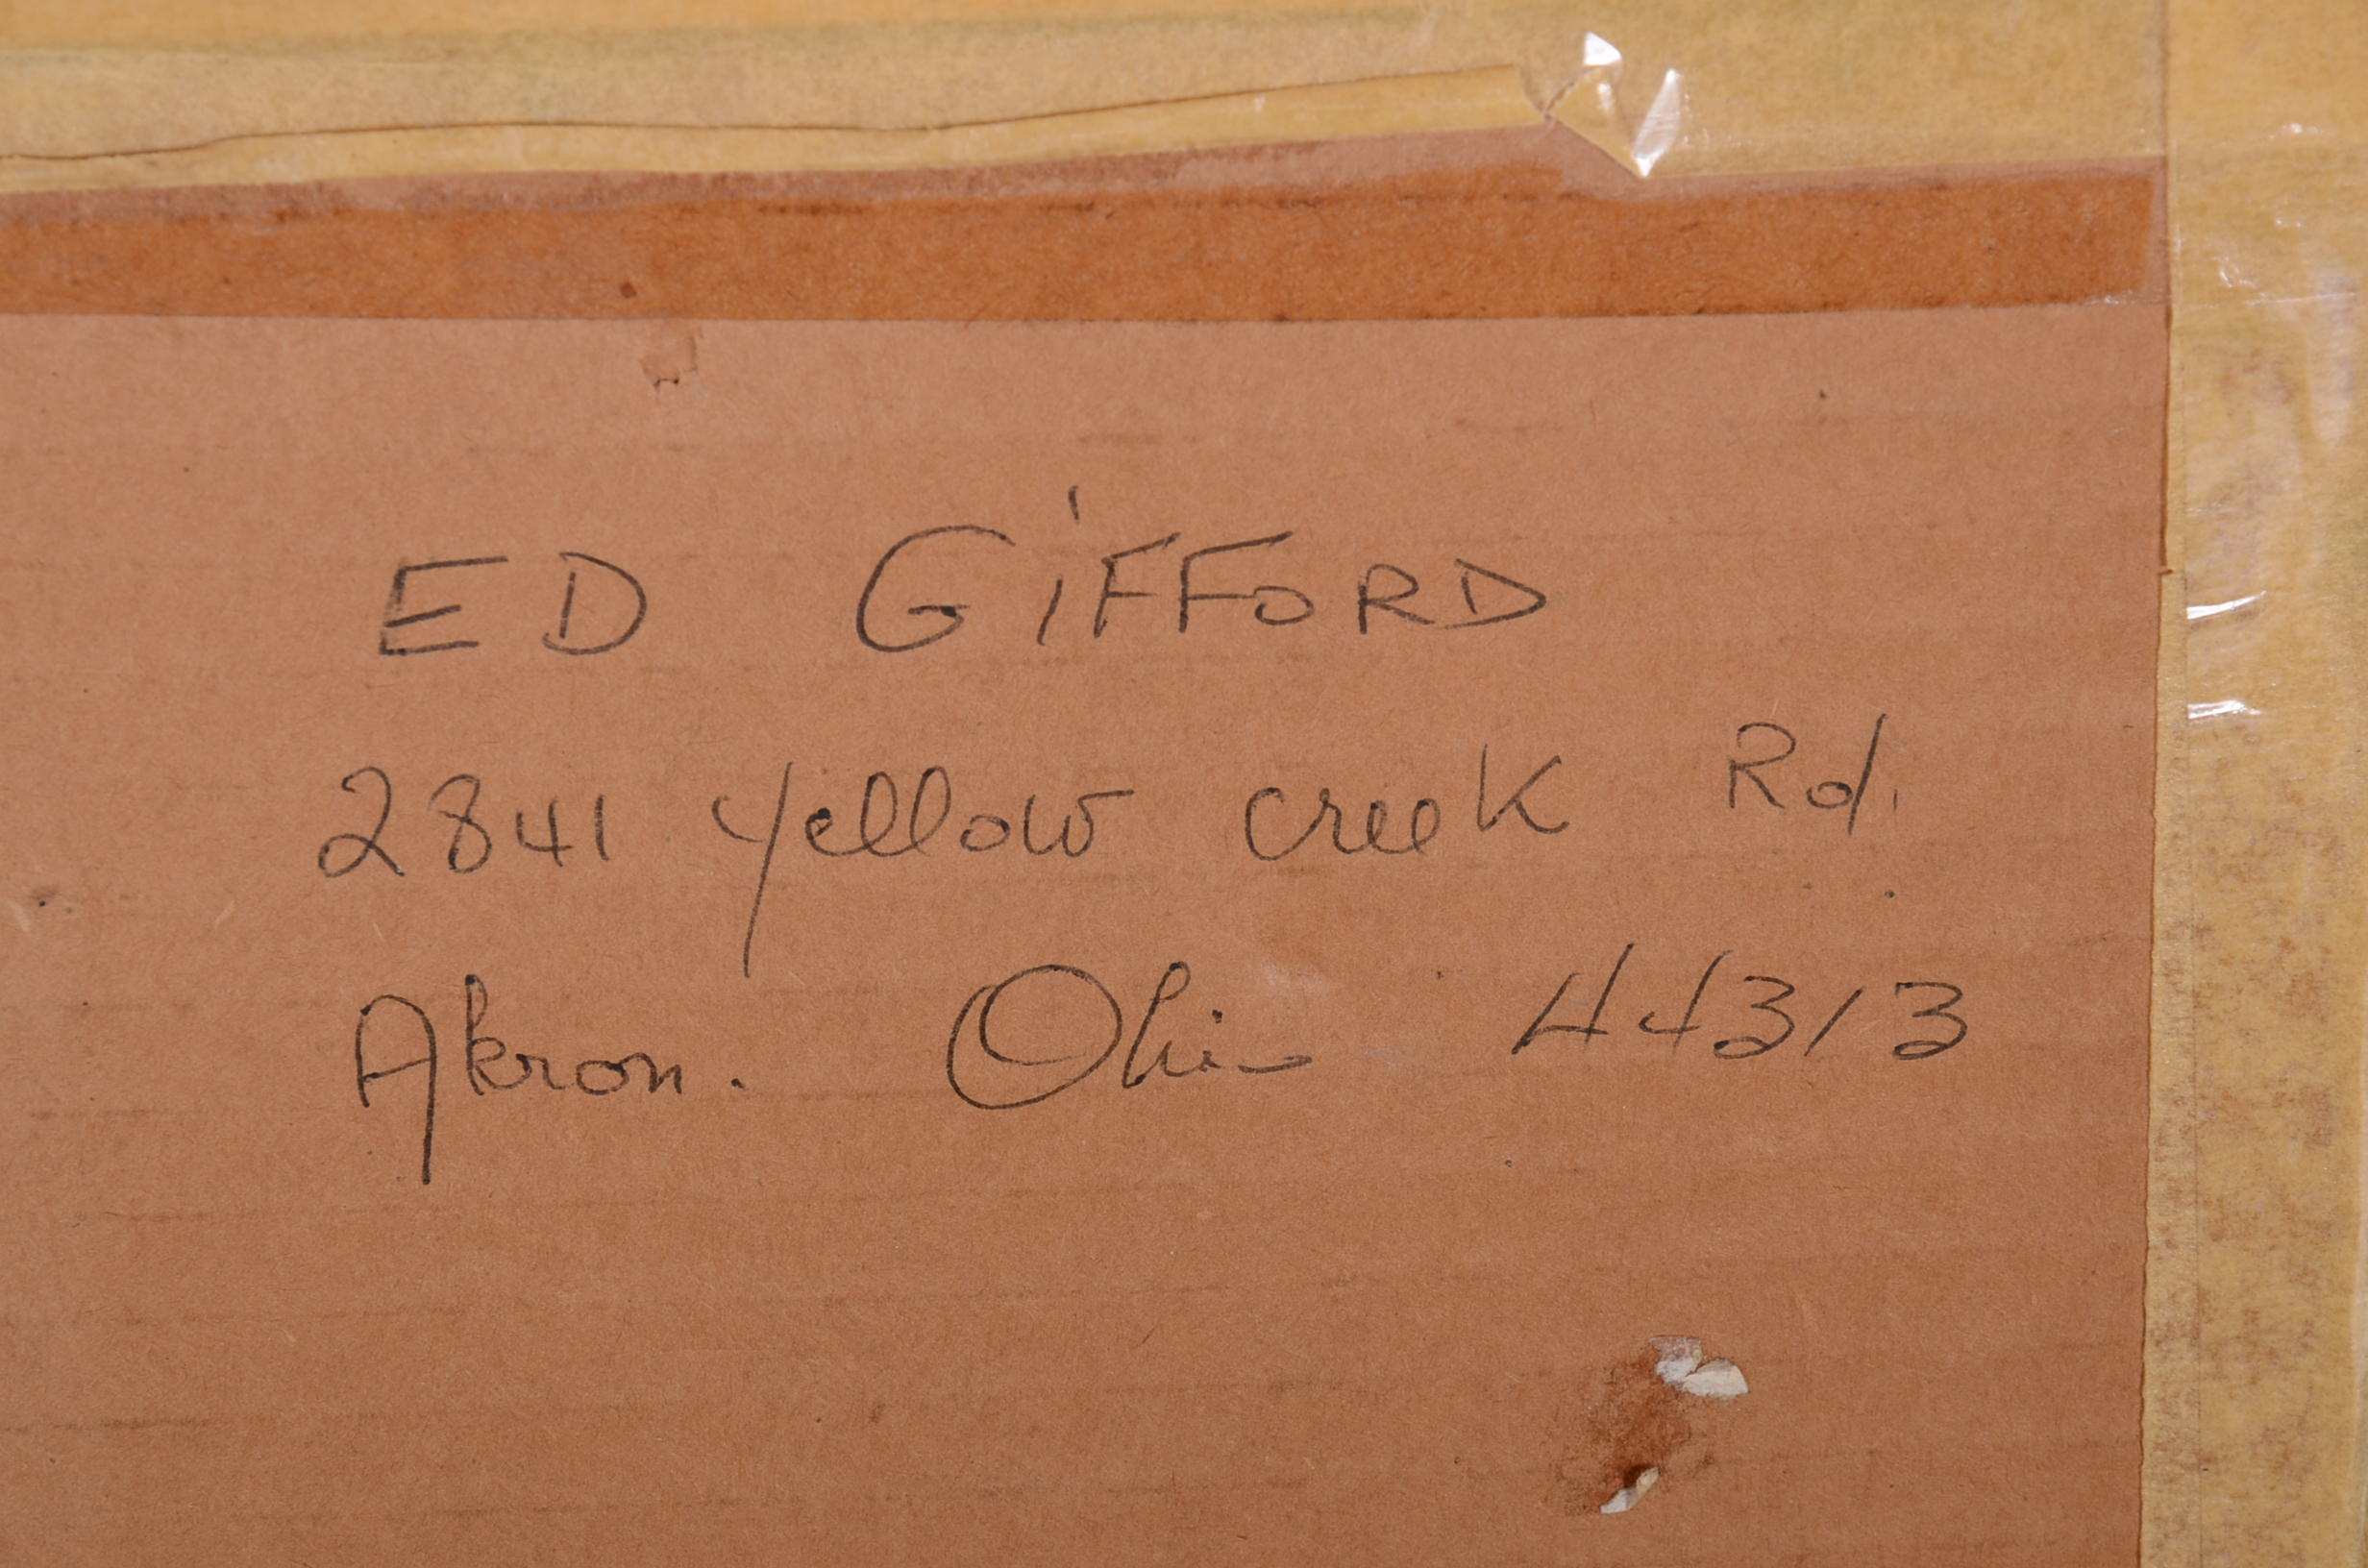 ED GiFFORD
2841 yellow creek Rd.
Akron. Ohio 44313